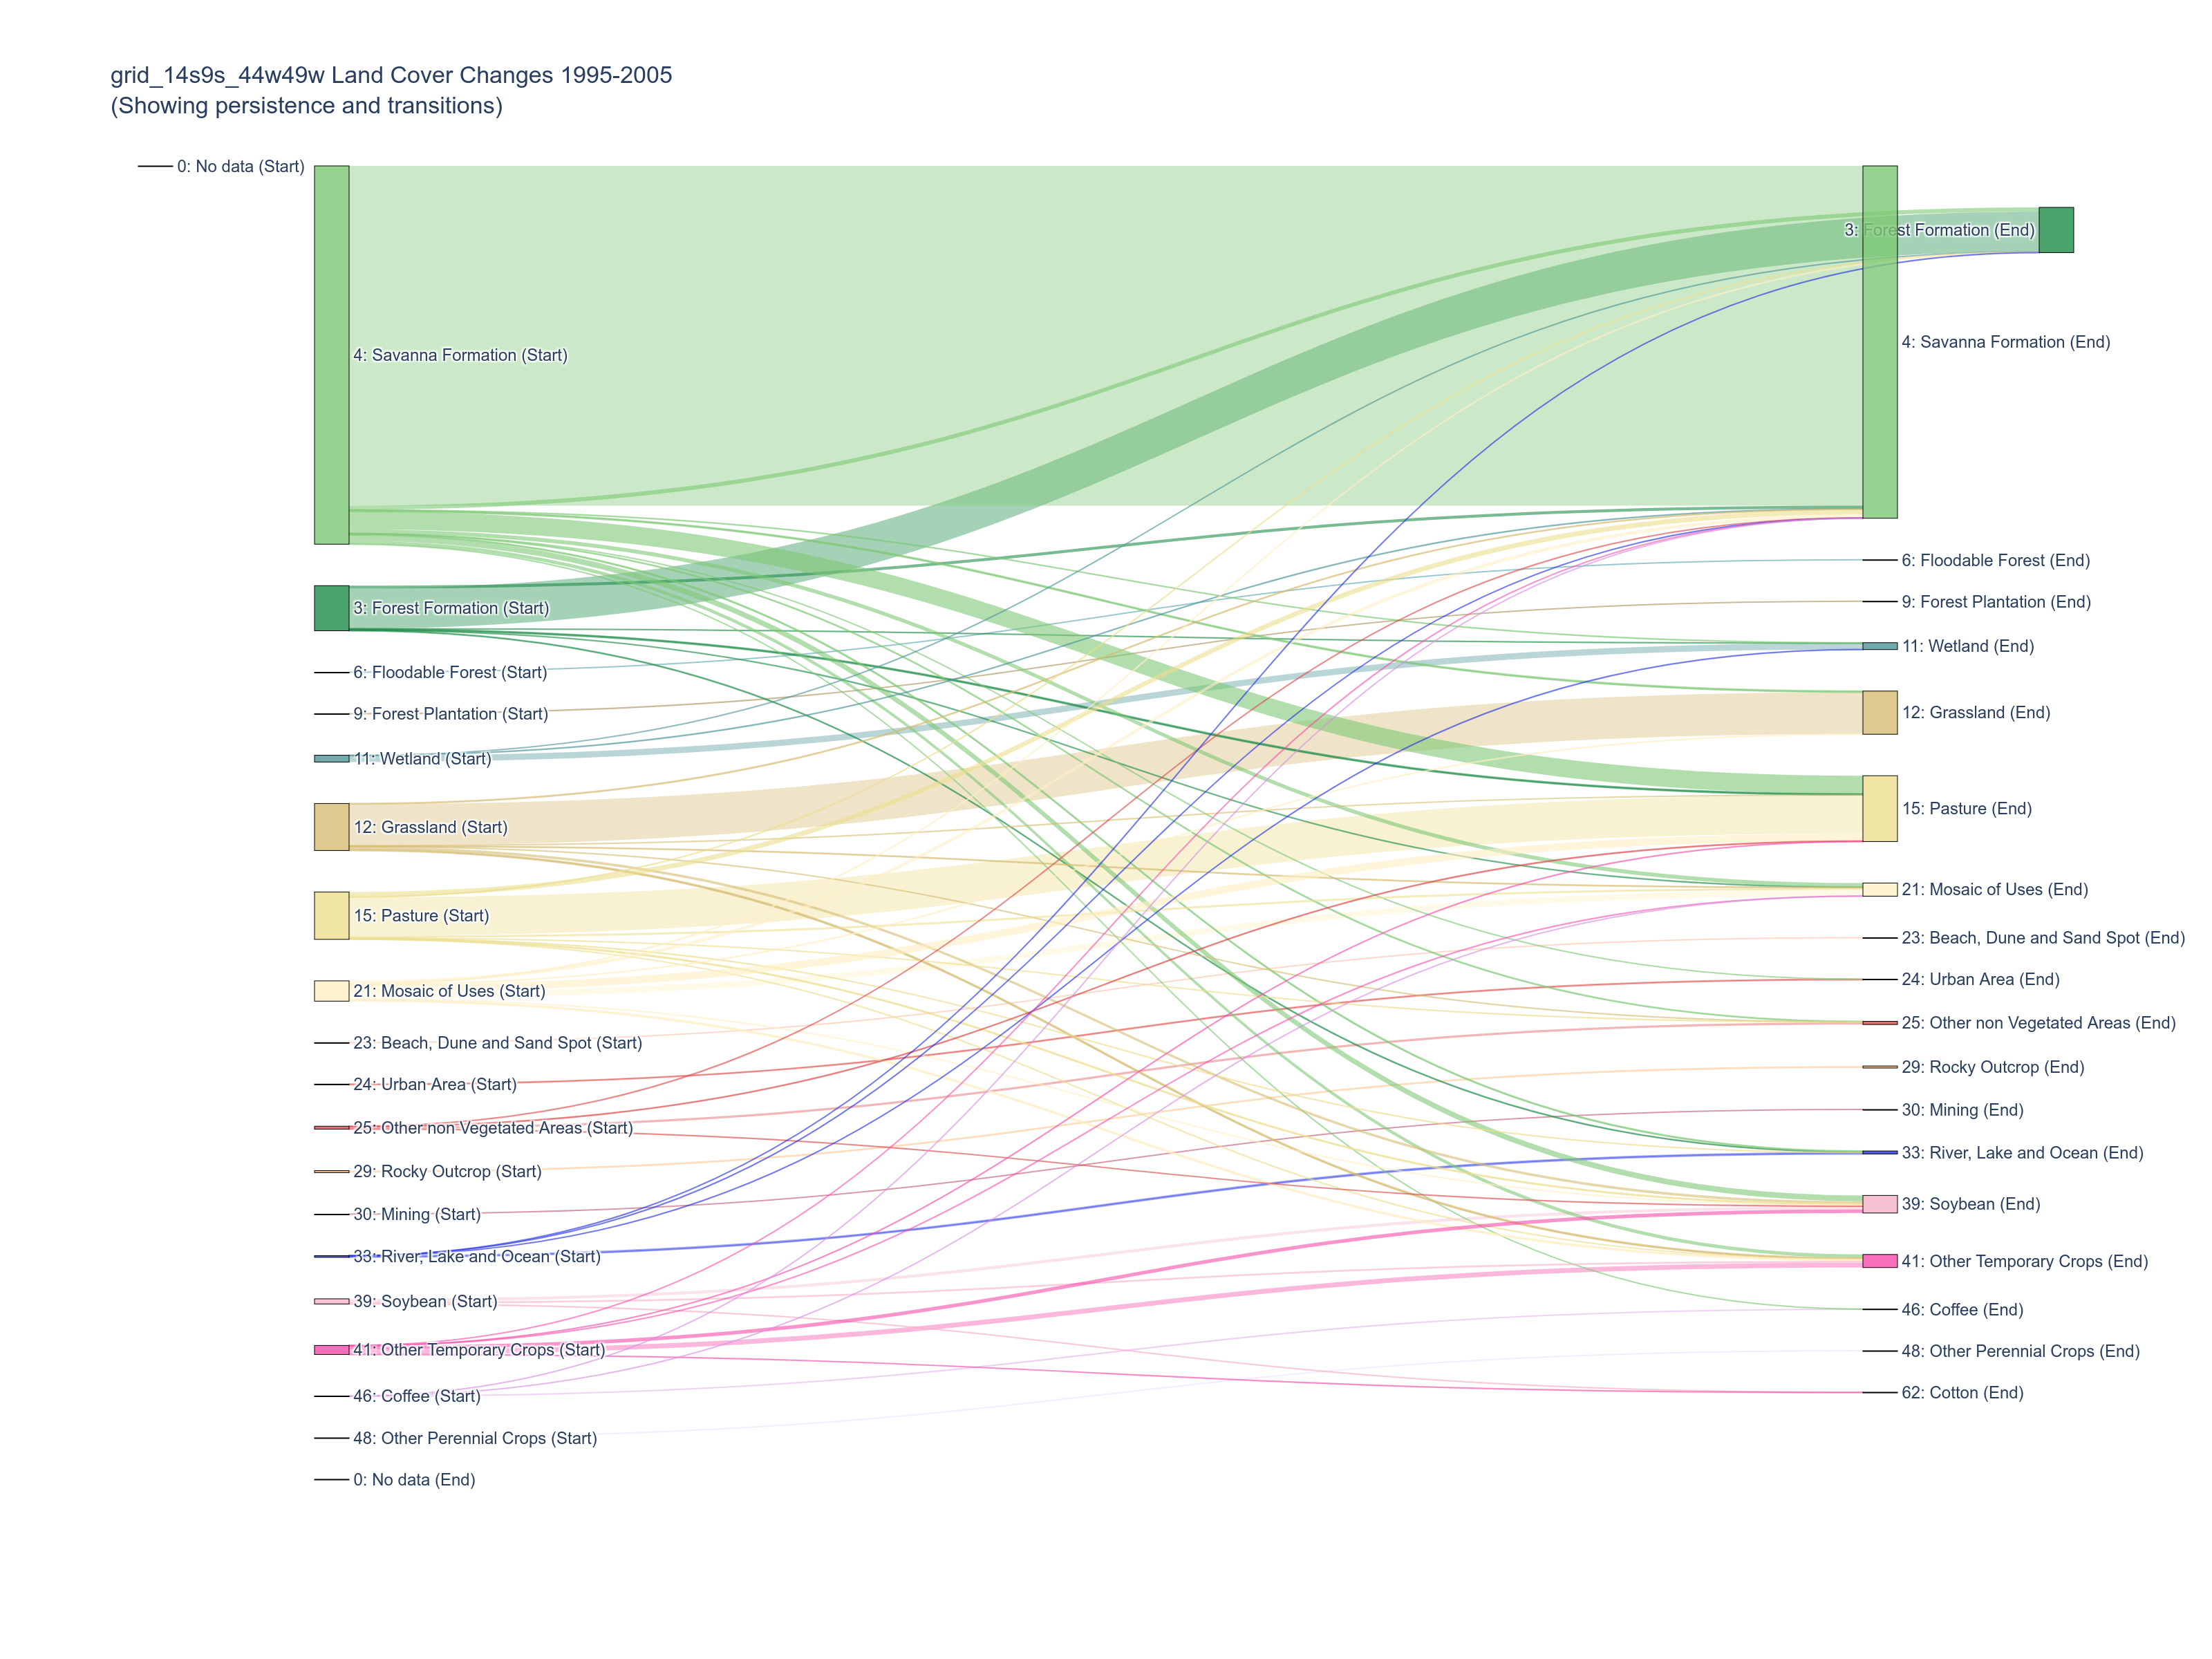 grid_14s9s_44w49w Land Cover Changes 1995-2005
(Showing persistence and transitions)
0: No data (Start)
4: Savanna Formation (Start)
3: Forest Formation (Start)
6: Floodable Forest (Start)
9: Forest Plantation (Start)
11: Wetland (Start)
12: Grassland (Start)
15: Pasture (Start)
21: Mosaic of Uses (Start)
23: Beach, Dune and Sand Spot (Start)
24: Urban Area (Start)
25: Other non Vegetated Areas (Start)
29: Rocky Outcrop (Start)
30: Mining (Start)
33: River, Lake and Ocean (Start)
39: Soybean (Start)
41: Other Temporary Crops (Start)
46: Coffee (Start)
48: Other Perennial Crops (Start)
0: No data (End)
3: Forest Formation (End)
4: Savanna Formation (End)
6: Floodable Forest (End)
9: Forest Plantation (End)
11: Wetland (End)
12: Grassland (End)
15: Pasture (End)
21: Mosaic of Uses (End)
23: Beach, Dune and Sand Spot (End)
24: Urban Area (End)
25: Other non Vegetated Areas (End)
29: Rocky Outcrop (End)
30: Mining (End)
33: River, Lake and Ocean (End)
39: Soybean (End)
41: Other Temporary Crops (End)
46: Coffee (End)
48: Other Perennial Crops (End)
62: Cotton (End)